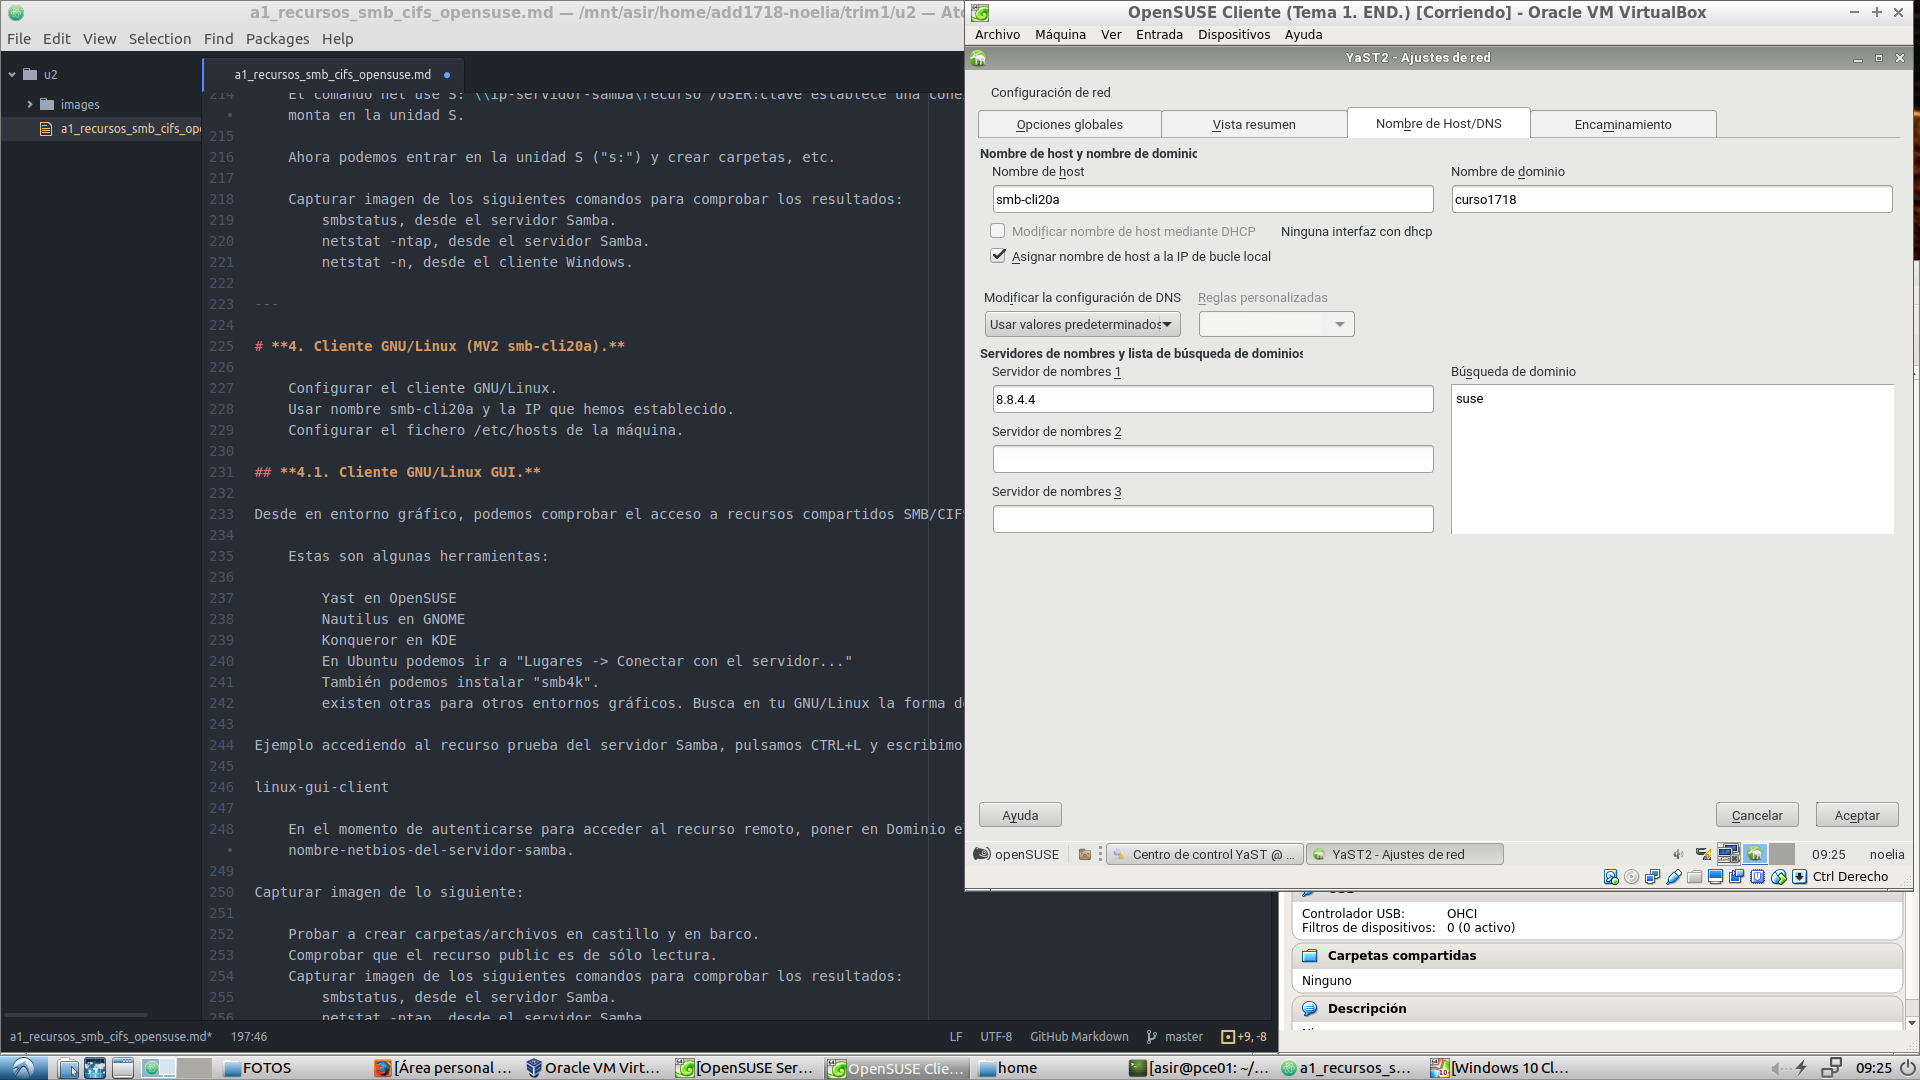 a1_recursos_smb_cifs_opensuse.md — /mnt/asir/home/add1718-noelia/trim1/u2 — Ato
File Edit View Selection Find Packages Help
u2
images
a1_recursos_smb_cifs_ope
a1_recursos_smb_cifs_opensuse.md
214 El comando net use S: \\ip-servidor-samba\recurso /USER:clave establece una cone
• monta en la unidad S.
215
216 Ahora podemos entrar en la unidad S ("s:") y crear carpetas, etc.
217
218 Capturar imagen de los siguientes comandos para comprobar los resultados:
219 smbstatus, desde el servidor Samba.
220 netstat -ntap, desde el servidor Samba.
221 netstat -n, desde el cliente Windows.
222
223 ---
224
225 # **4. Cliente GNU/Linux (MV2 smb-cli20a).**
226
227 Configurar el cliente GNU/Linux.
228 Usar nombre smb-cli20a y la IP que hemos establecido.
229 Configurar el fichero /etc/hosts de la máquina.
230
231 ## **4.1. Cliente GNU/Linux GUI.**
232
233 Desde en entorno gráfico, podemos comprobar el acceso a recursos compartidos SMB/CIF
234
235 Estas son algunas herramientas:
236
237 Yast en OpenSUSE
238 Nautilus en GNOME
239 Konqueror en KDE
240 En Ubuntu podemos ir a "Lugares -> Conectar con el servidor..."
241 También podemos instalar "smb4k".
242 existen otras para otros entornos gráficos. Busca en tu GNU/Linux la forma de
243
244 Ejemplo accediendo al recurso prueba del servidor Samba, pulsamos CTRL+L y escribimo
245
246 linux-gui-client
247
248 En el momento de autenticarse para acceder al recurso remoto, poner en Dominio e
• nombre-netbios-del-servidor-samba.
249
250 Capturar imagen de lo siguiente:
251
252 Probar a crear carpetas/archivos en castillo y en barco.
253 Comprobar que el recurso public es de sólo lectura.
254 Capturar imagen de los siguientes comandos para comprobar los resultados:
255 smbstatus, desde el servidor Samba.
256 netstat -ntap, desde el servidor Samba
a1_recursos_smb_cifs_opensuse.md* 197:46 LF UTF-8 GitHub Markdown master +9, -8
OpenSUSE Cliente (Tema 1. END.) [Corriendo] - Oracle VM VirtualBox
Archivo Máquina Ver Entrada Dispositivos Ayuda
YaST2 - Ajustes de red
Configuración de red
Opciones globales Vista resumen Nombre de Host/DNS Encaminamiento
Nombre de host y nombre de dominio
Nombre de host Nombre de dominio
smb-cli20a curso1718
Modificar nombre de host mediante DHCP Ninguna interfaz con dhcp
Asignar nombre de host a la IP de bucle local
Modificar la configuración de DNS Reglas personalizadas
Usar valores predeterminados
Servidores de nombres y lista de búsqueda de dominios
Servidor de nombres 1 Búsqueda de dominio
8.8.4.4 suse
Servidor de nombres 2
Servidor de nombres 3
Ayuda Cancelar Aceptar
openSUSE Centro de control YaST @ ... YaST2 - Ajustes de red 09:25 noelia
Ctrl Derecho
Controlador USB: OHCI
Filtros de dispositivos: 0 (0 activo)
Carpetas compartidas
Ninguno
Descripción
FOTOS [Área personal ... Oracle VM Virt... [OpenSUSE Ser... OpenSUSE Clie... home [asir@pce01: ~/... a1_recursos_s... [Windows 10 Cl... 09:25